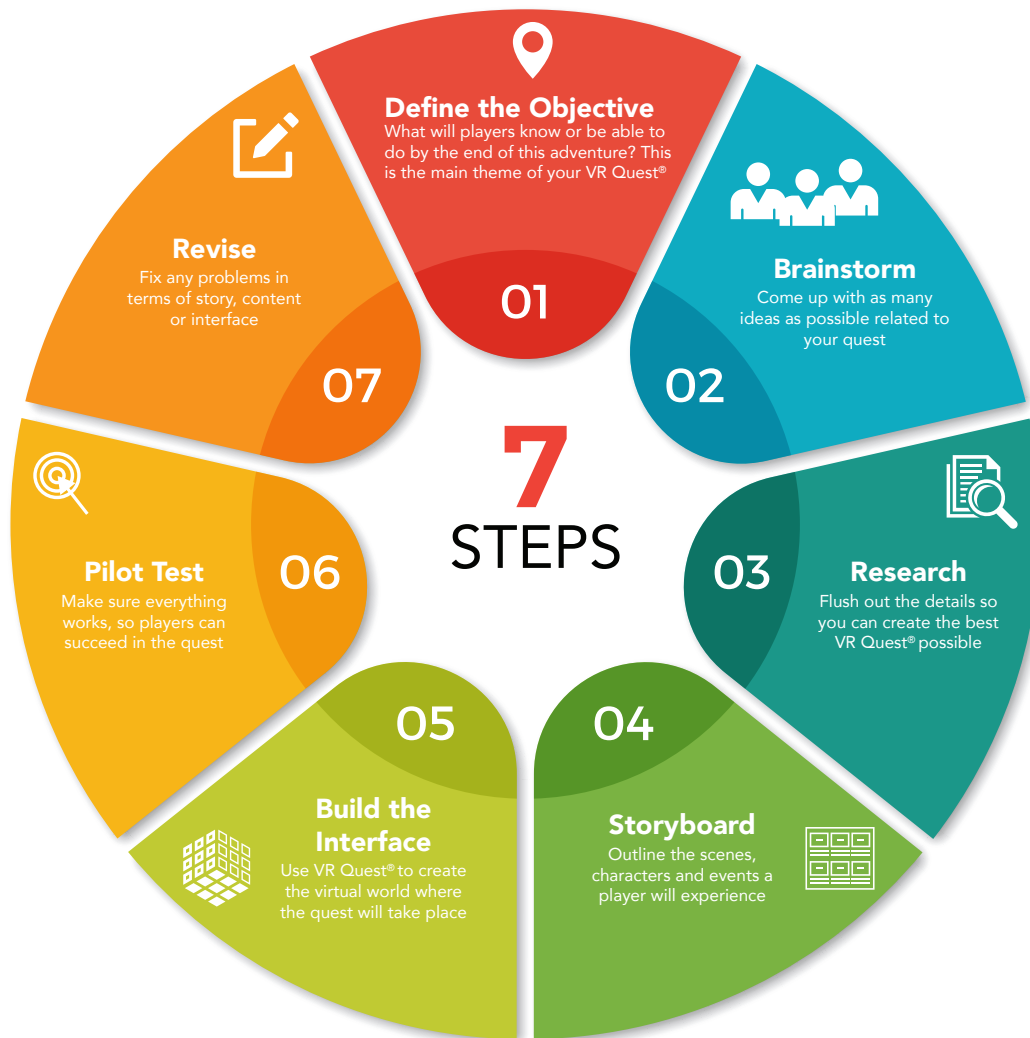 Define the Objective
What will players know or be able to
do by the end of this adventure? This
is the main theme of your VR Quest®
01
Brainstorm
Come up with as many
ideas as possible related to
your quest
02
Research
Flush out the details so
you can create the best
VR Quest® possible
03
Storyboard
Outline the scenes,
characters and events a
player will experience
04
Build the
Interface
Use VR Quest® to create
the virtual world where
the quest will take place
05
Pilot Test
Make sure everything
works, so players can
succeed in the quest
06
Revise
Fix any problems in
terms of story, content
or interface
07
7
STEPS